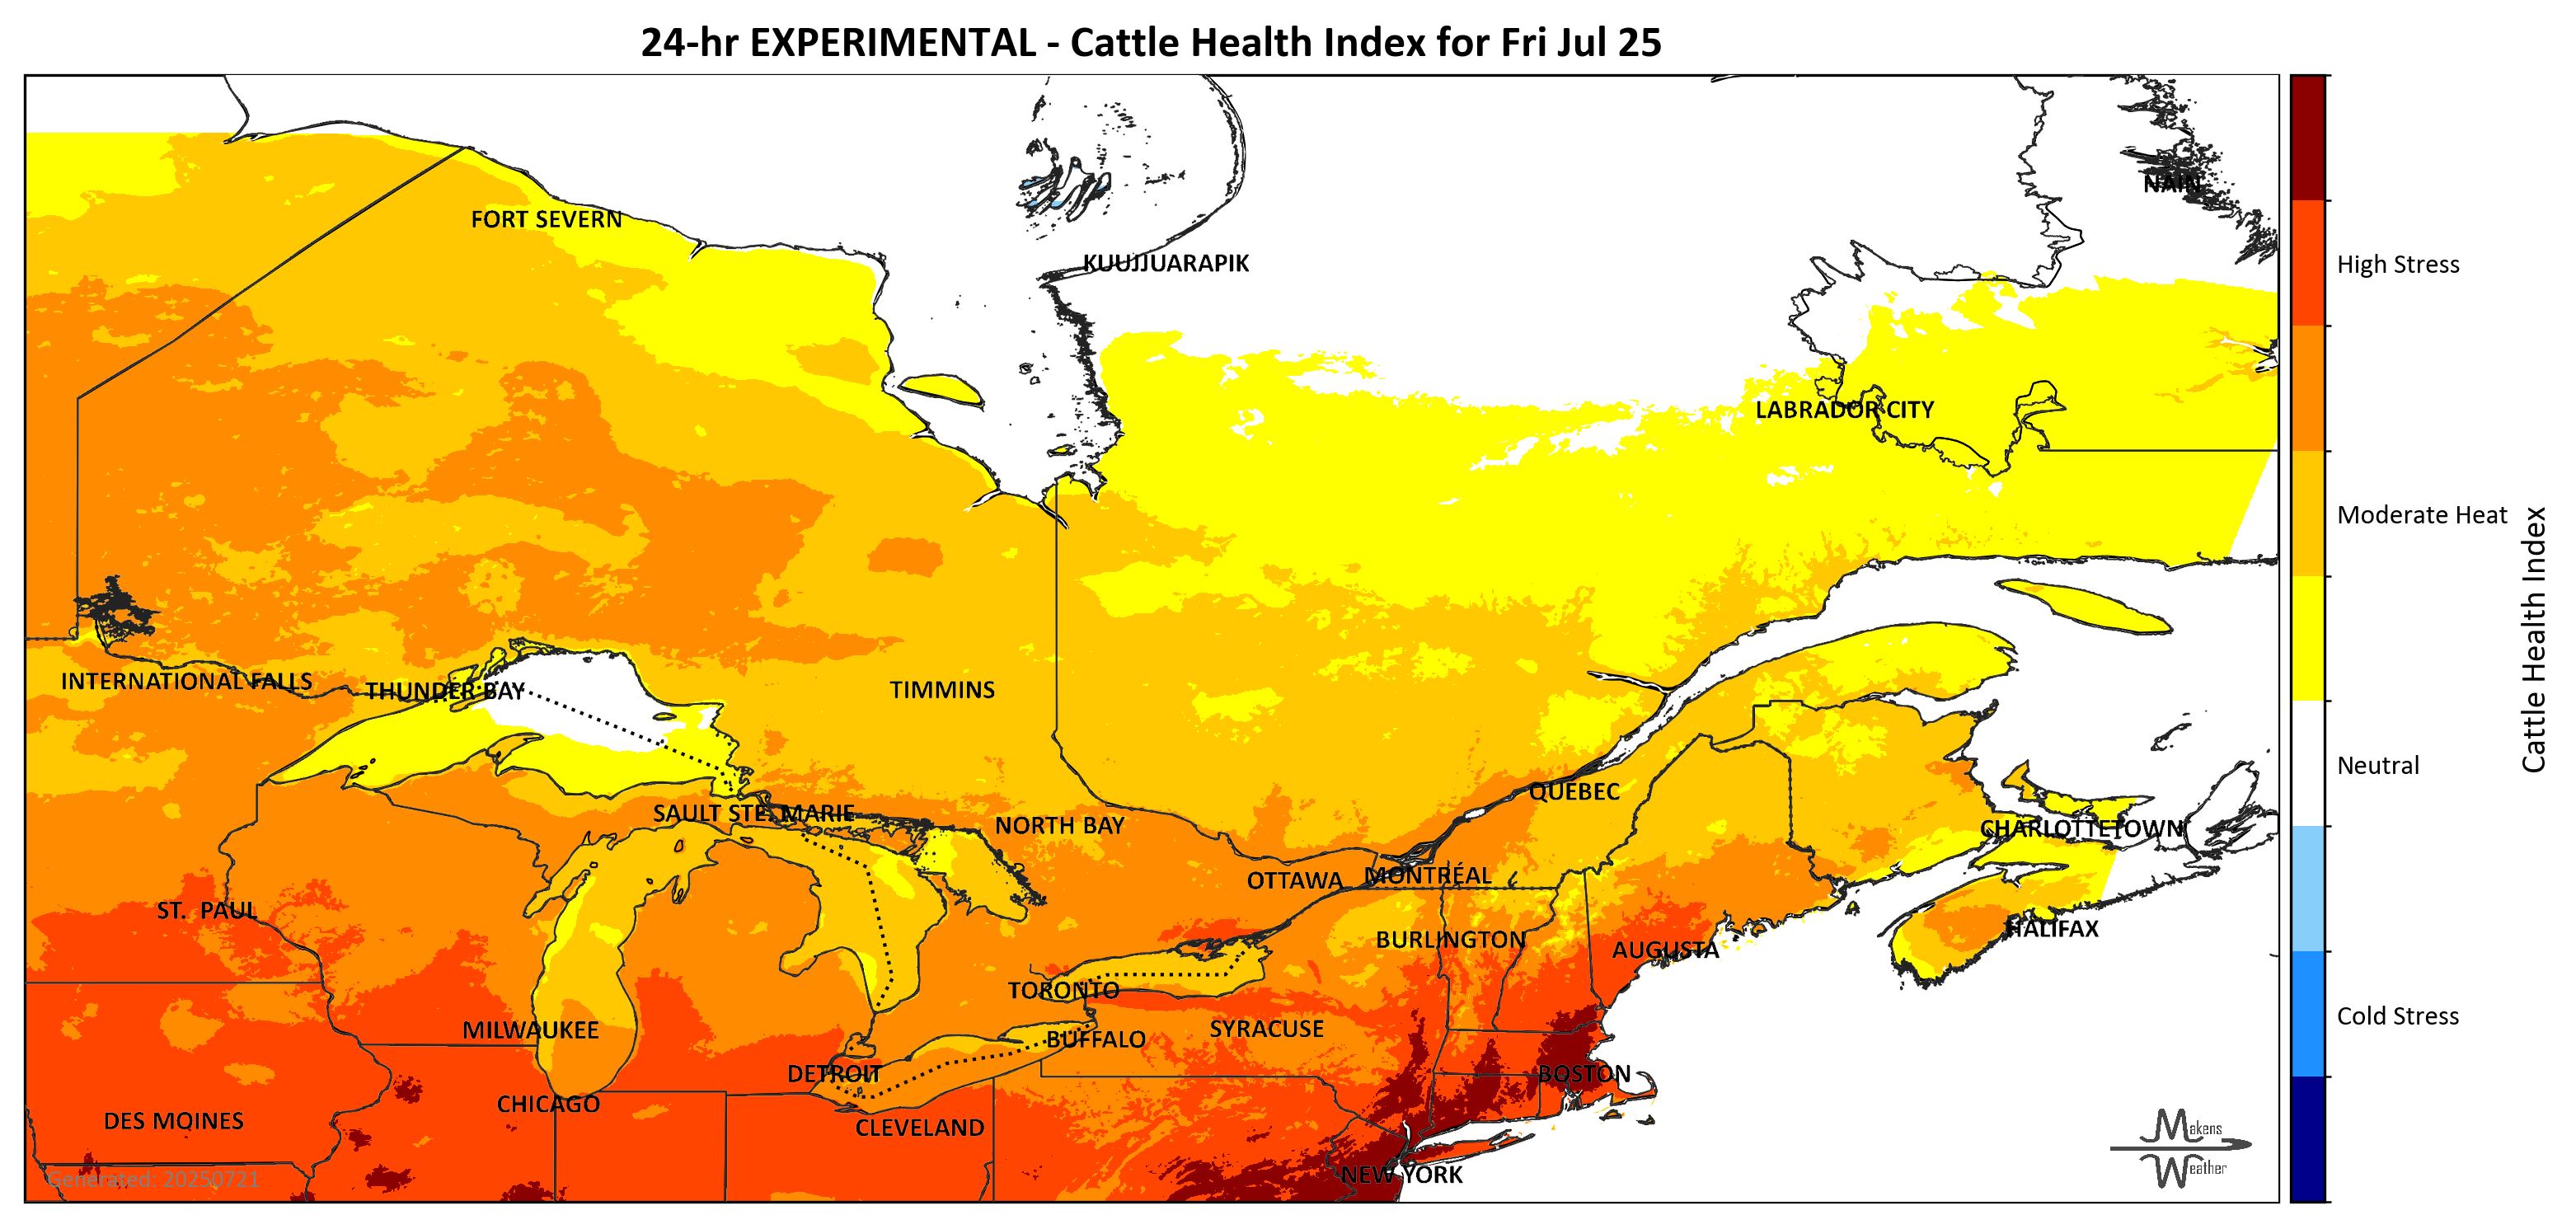 24-hr EXPERIMENTAL - Cattle Health Index for Fri Jul 25
NAIN
FORT SEVERN
KUUJJUARAPIK
High Stress
LABRADOR CITY
Moderate Heat
INTERNATIONAL FALLS
THUNDER BAY
TIMMINS
Cattle Health Index
Neutral
QUEBEC
SAULT STE. MARIE
NORTH BAY
CHARLOTTETOWN
OTTAWA
MONTRÉAL
ST. PAUL
HALIFAX
BURLINGTON
AUGUSTA
TORONTO
Cold Stress
MILWAUKEE
SYRACUSE
BUFFALO
DETROIT
BOSTON
CHICAGO
DES MOINES
CLEVELAND
Makens
Weather
NEW YORK
Generated: 20250721